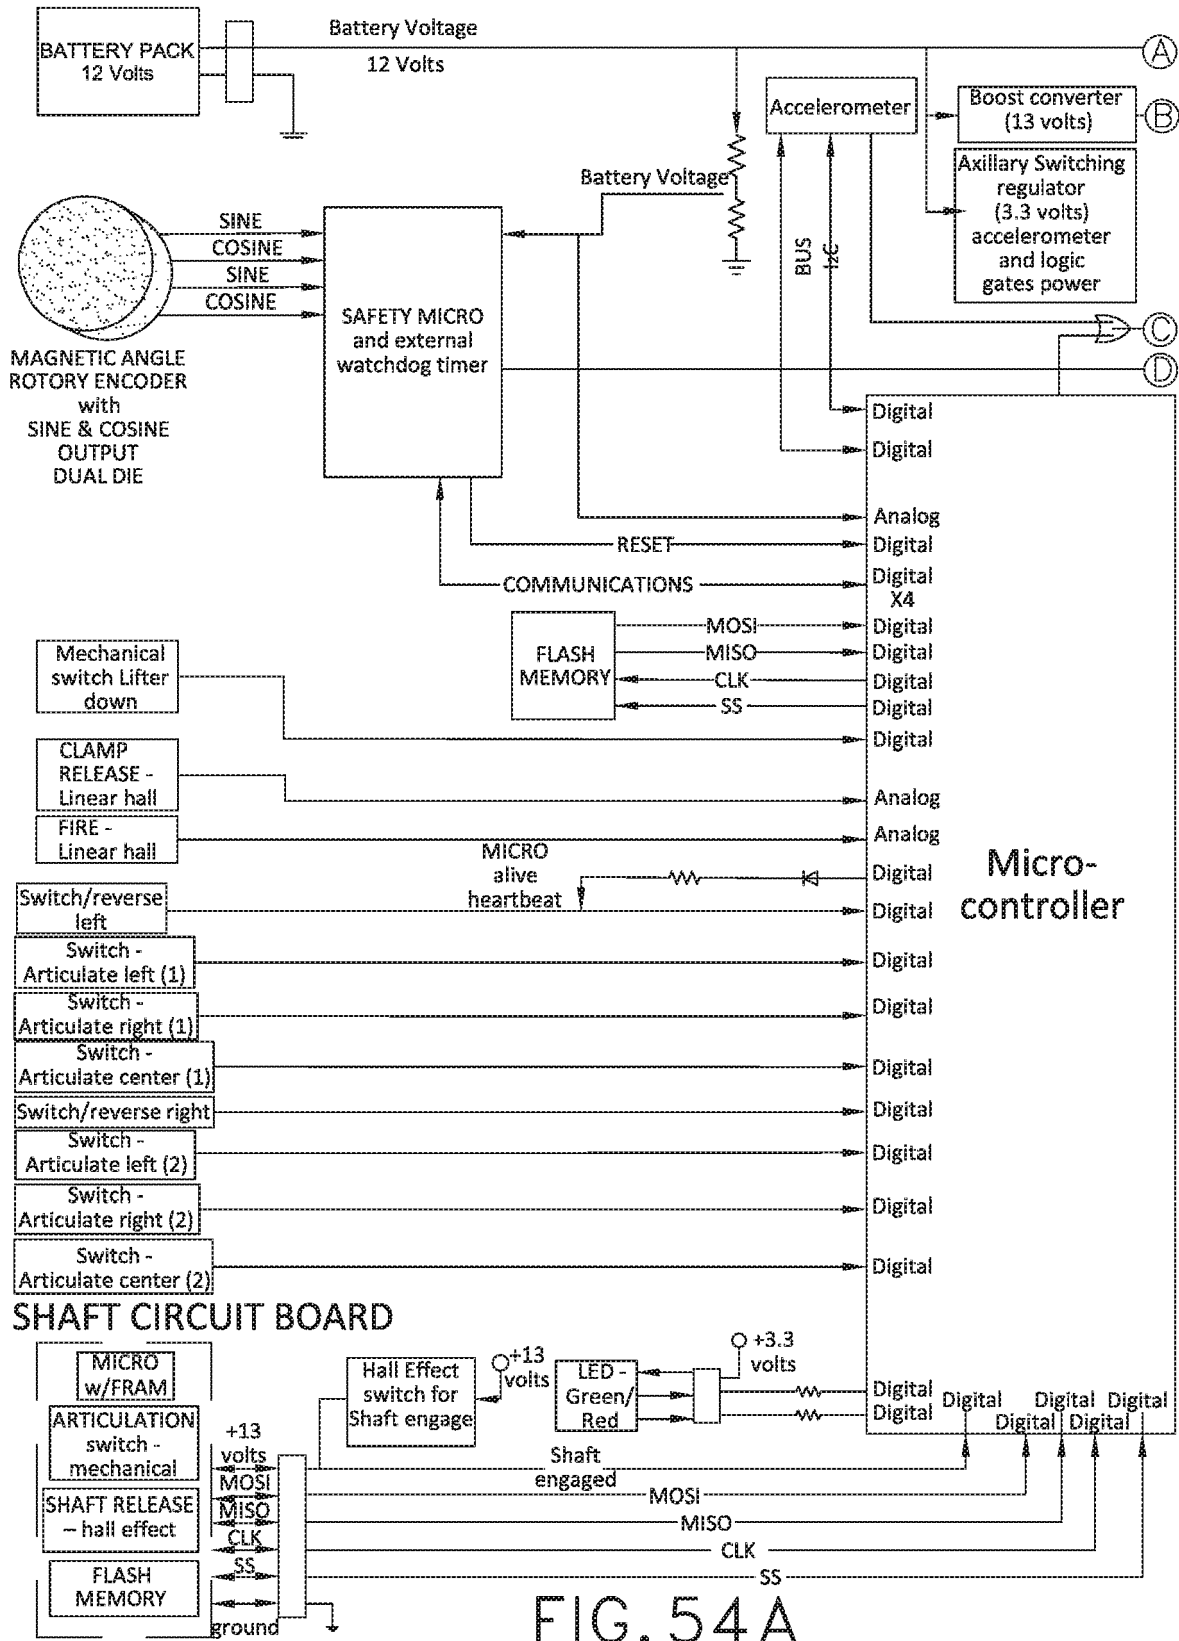 BATTERY PACK
12 Volts
Battery Voltage
12 Volts
A
Accelerometer
Boost converter
(13 volts)
B
Axillary Switching
regulator
(3.3 volts)
accelerometer
and logic
gates power
Battery Voltage
BUS
I2C
SINE
COSINE
SINE
COSINE
SAFETY MICRO
and external
watchdog timer
C
D
MAGNETIC ANGLE
ROTORY ENCODER
with
SINE & COSINE
OUTPUT
DUAL DIE
Digital
Digital
Analog
RESET
Digital
COMMUNICATIONS
Digital
X4
FLASH
MEMORY
MOSI
Digital
MISO
Digital
CLK
Digital
SS
Digital
Mechanical
switch Lifter
down
Digital
CLAMP
RELEASE -
Linear hall
Analog
FIRE -
Linear hall
Analog
MICRO
alive
heartbeat
Digital
Micro-
controller
Switch/reverse
left
Digital
Switch -
Articulate left (1)
Digital
Switch -
Articulate right (1)
Digital
Switch -
Articulate center (1)
Digital
Switch/reverse right
Digital
Switch -
Articulate left (2)
Digital
Switch -
Articulate right (2)
Digital
Switch -
Articulate center (2)
Digital
SHAFT CIRCUIT BOARD
MICRO
w/FRAM
ARTICULATION
switch -
mechanical
SHAFT RELEASE
– hall effect
FLASH
MEMORY
+13
volts
MOSI
MISO
CLK
SS
ground
Hall Effect
switch for
Shaft engage
+13
volts
LED -
Green/
Red
+3.3
volts
Digital
Digital
Digital
Digital
Digital
Digital
Digital
Shaft
engaged
MOSI
MISO
CLK
SS
FIG. 54A